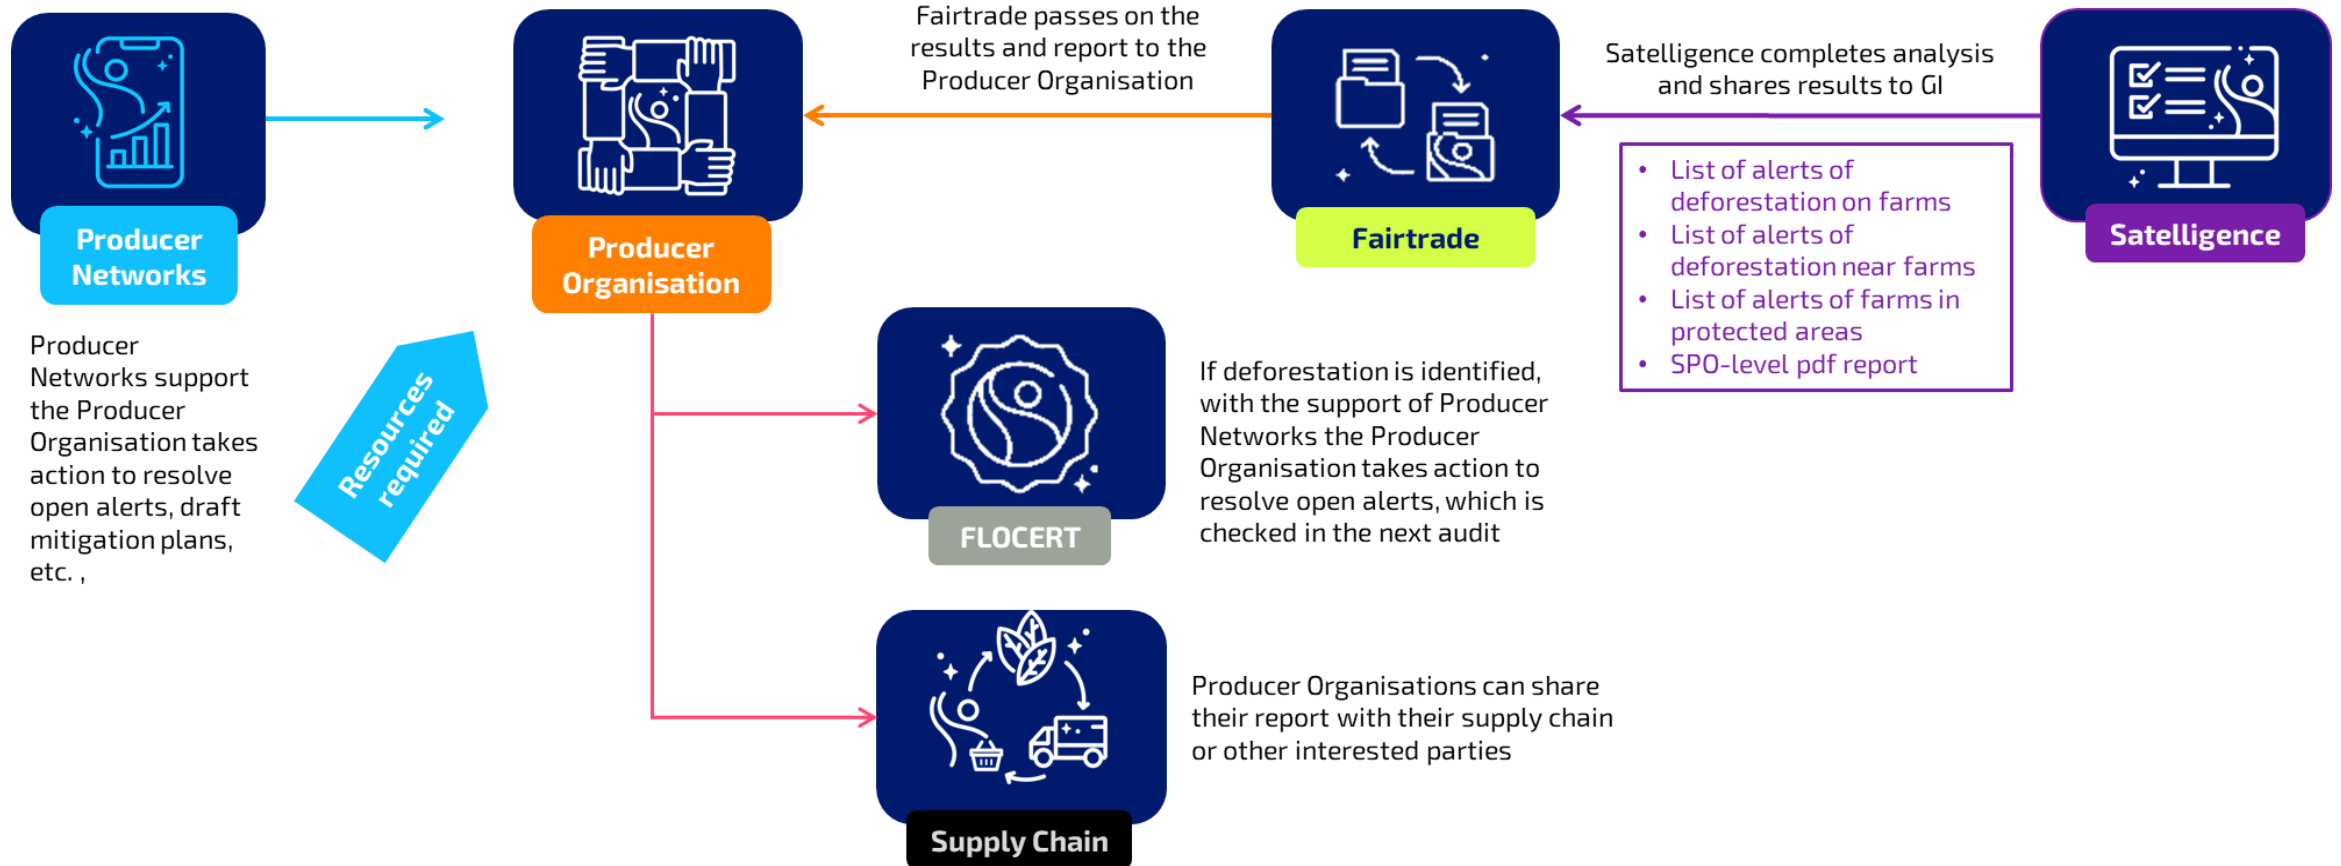 Fairtrade passes on the
results and report to the
Producer Organisation
Satelligence completes analysis
and shares results to GI
Producer
Networks
Producer
Organisation
Fairtrade
Satelligence
• List of alerts of
deforestation on farms
• List of alerts of
deforestation near farms
• List of alerts of farms in
protected areas
• SPO-level pdf report
Producer
Networks support
the Producer
Organisation takes
action to resolve
open alerts, draft
mitigation plans,
etc. ,
Resources
required
FLOCERT
If deforestation is identified,
with the support of Producer
Networks the Producer
Organisation takes action to
resolve open alerts, which is
checked in the next audit
Supply Chain
Producer Organisations can share
their report with their supply chain
or other interested parties